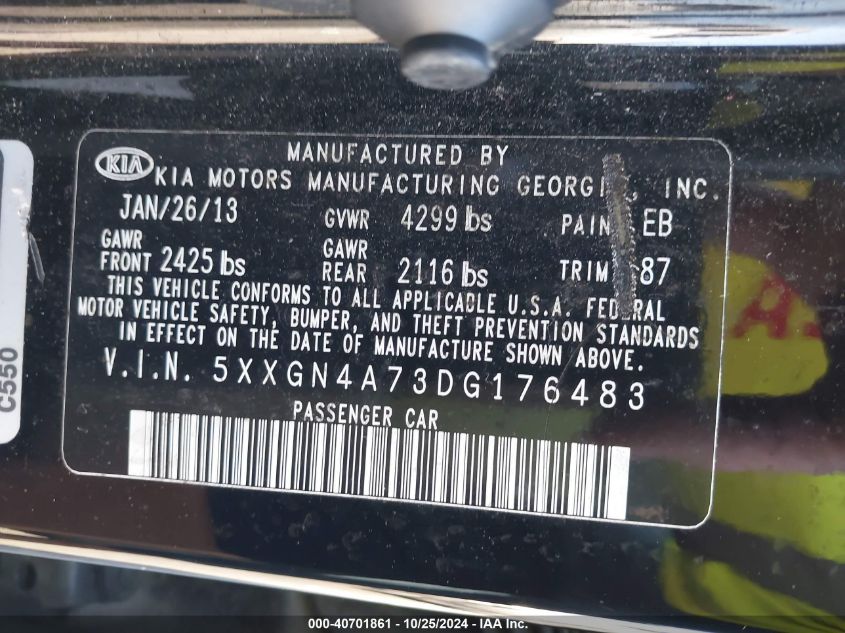 MANUFACTURED BY
KIA KIA MOTORS MANUFACTURING INC.
JAN/26/13 GVWR 4299 lbs EB
GAWR FRONT 2425 lbs GAWR REAR 2116 lbs TRIM 87
THIS VEHICLE CONFORMS TO ALL APPLICABLE U.S.A.
MOTOR VEHICLE SAFETY, BUMPER, AND THEFT PREVENTION STANDARDS
IN EFFECT ON THE DATE OF MANUFACTURE SHOWN ABOVE.
V.I.N. 5XXGN4A73DG176483
PASSENGER CAR
C550
000-40701861 - 10/25/2024 - IAA Inc.